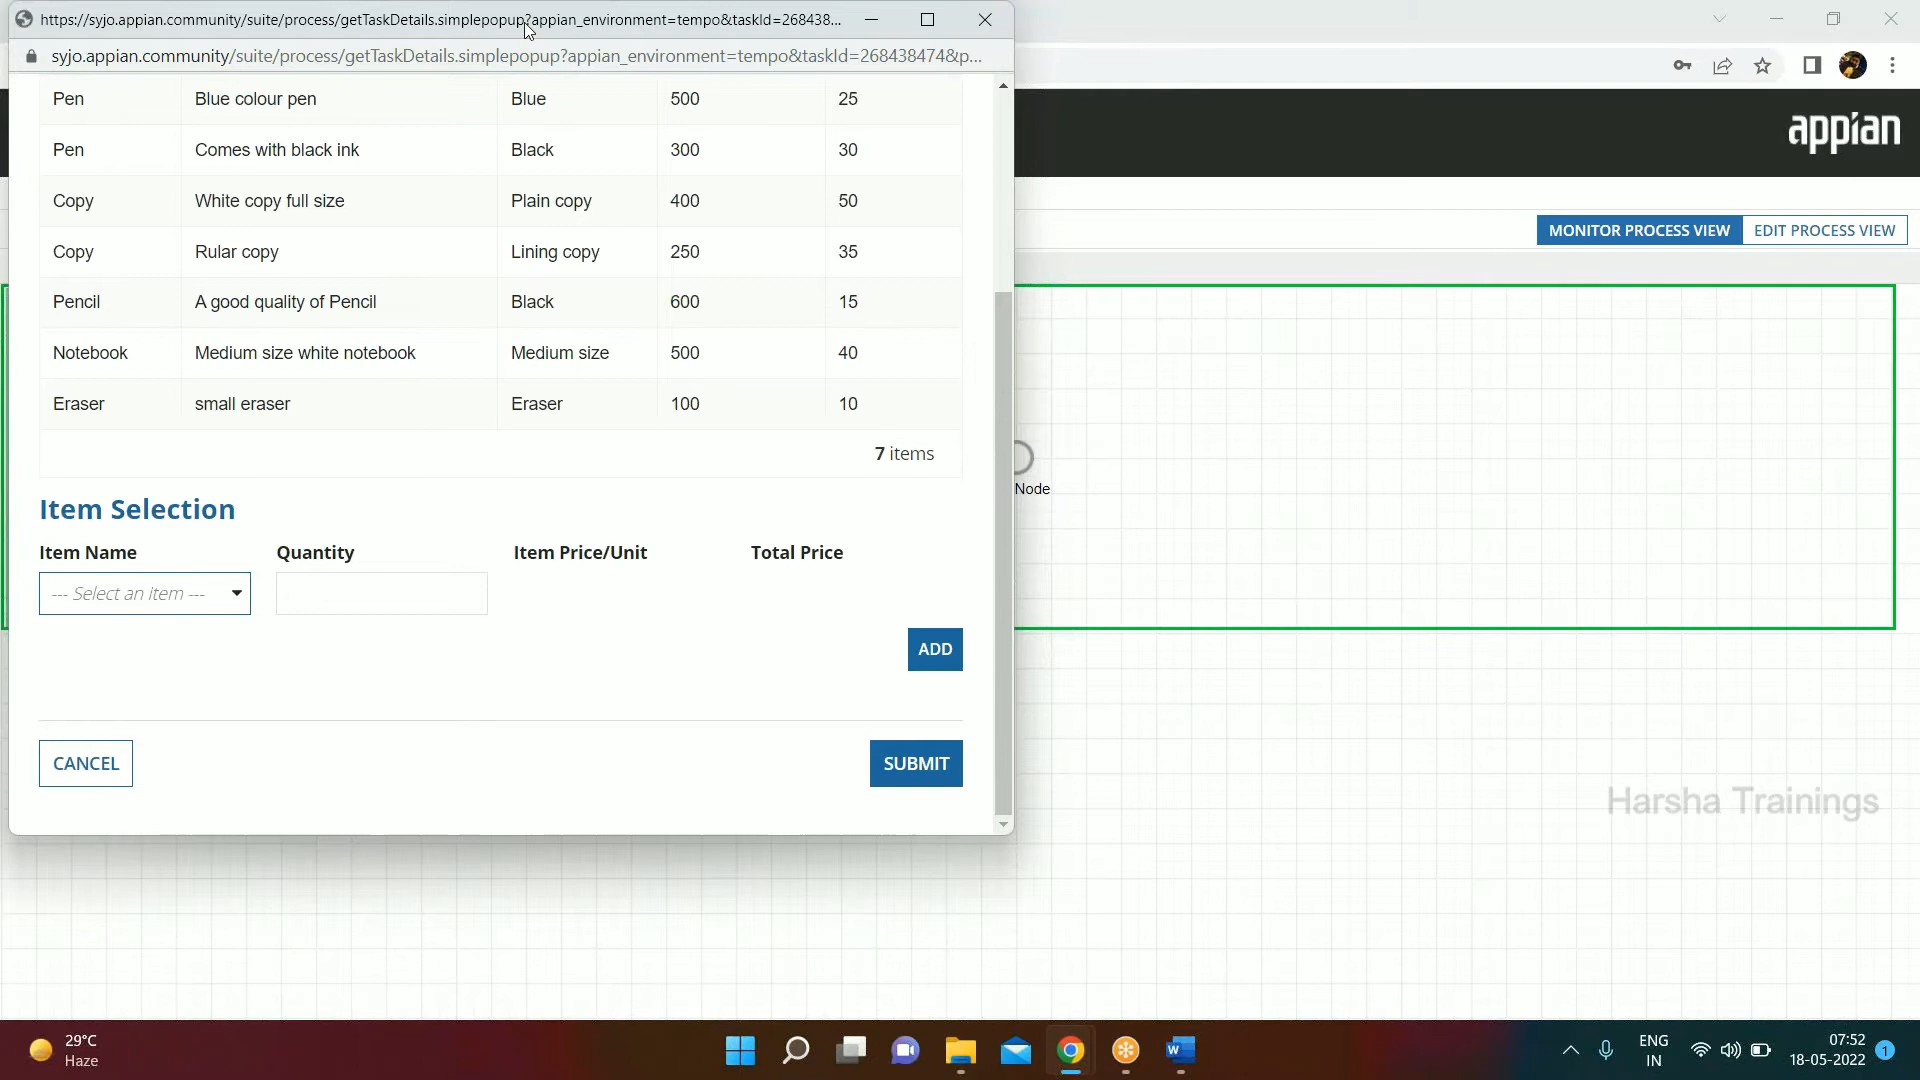 https://syjo.appian.community/suite/process/getTaskDetails.simplepopup?appian_environment=tempo&taskId=268438...
syjo.appian.community/suite/process/getTaskDetails.simplepopup?appian_environment=tempo&taskId=268438474&p...
appian
MONITOR PROCESS VIEW EDIT PROCESS VIEW
Pen Blue colour pen Blue 500 25
Pen Comes with black ink Black 300 30
Copy White copy full size Plain copy 400 50
Copy Rular copy Lining copy 250 35
Pencil A good quality of Pencil Black 600 15
Notebook Medium size white notebook Medium size 500 40
Eraser small eraser Eraser 100 10
7 items
Node
Item Selection
Item Name Quantity Item Price/Unit Total Price
--- Select an item ---
ADD
CANCEL SUBMIT
Harsha Trainings
29°C
Haze
W
ENG
IN
07:52
18-05-2022
1